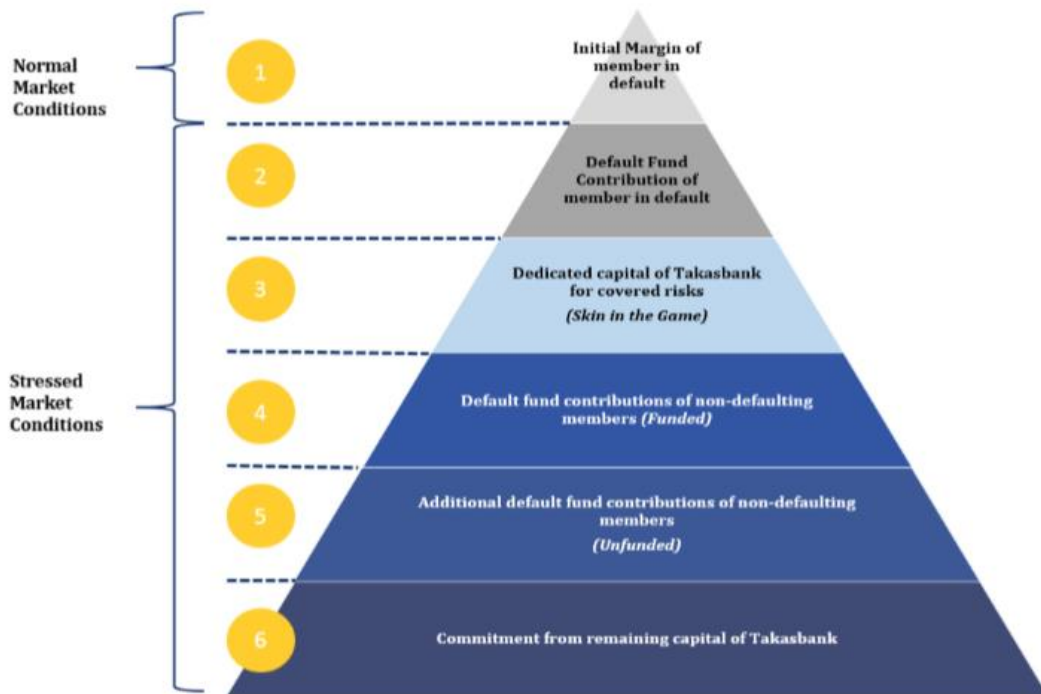 Normal
Market
Conditions
1
Initial Margin of
member in
default
2
Default Fund
Contribution of
member in default
3
Dedicated capital of Takasbank
for covered risks
(Skin in the Game)
Stressed
Market
Conditions
4
Default fund contributions of non-defaulting
members (Funded)
5
Additional default fund contributions of non-defaulting
members
(Unfunded)
6
Commitment from remaining capital of Takasbank